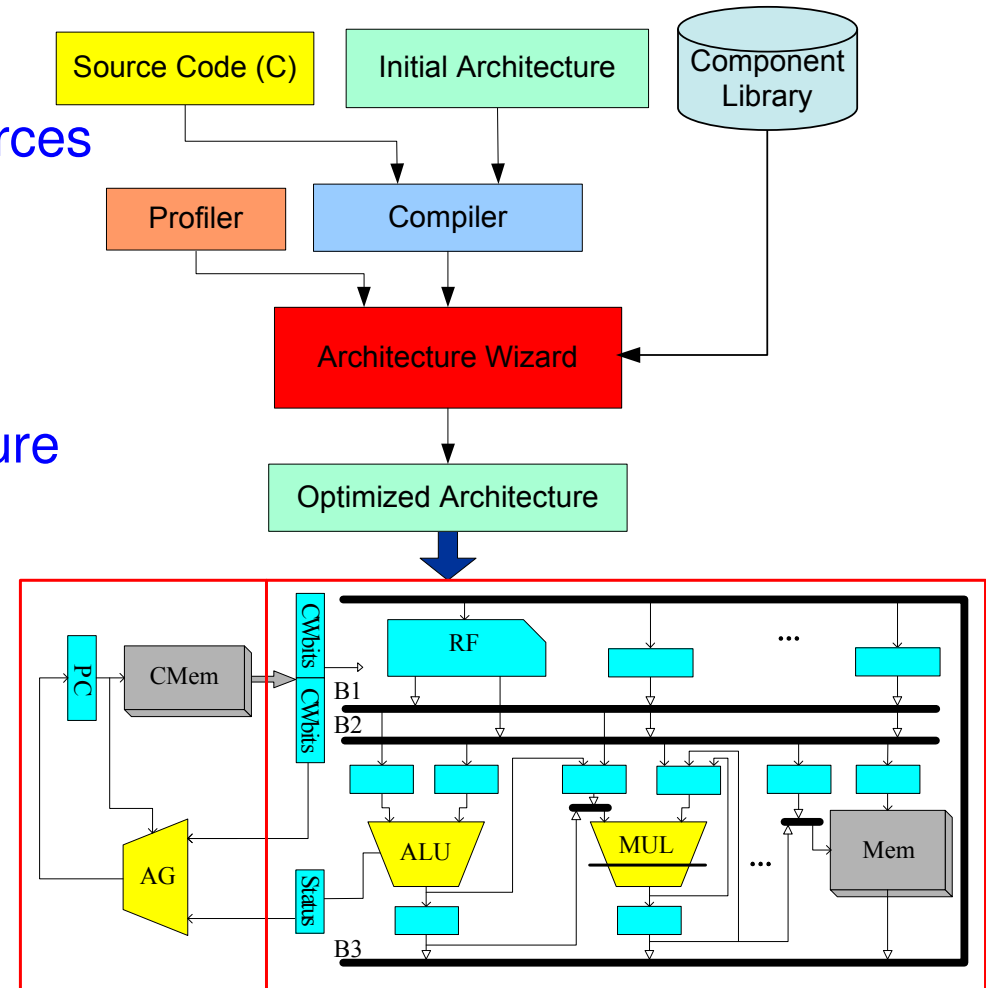 Source Code (C)
Initial Architecture
Component
Library
rces
Profiler
Compiler
Architecture Wizard
ure
Optimized Architecture
CWbits
RF
...
PC
CMem
B1
CWbits
B2
ALU
MUL
...
Mem
AG
Status
B3